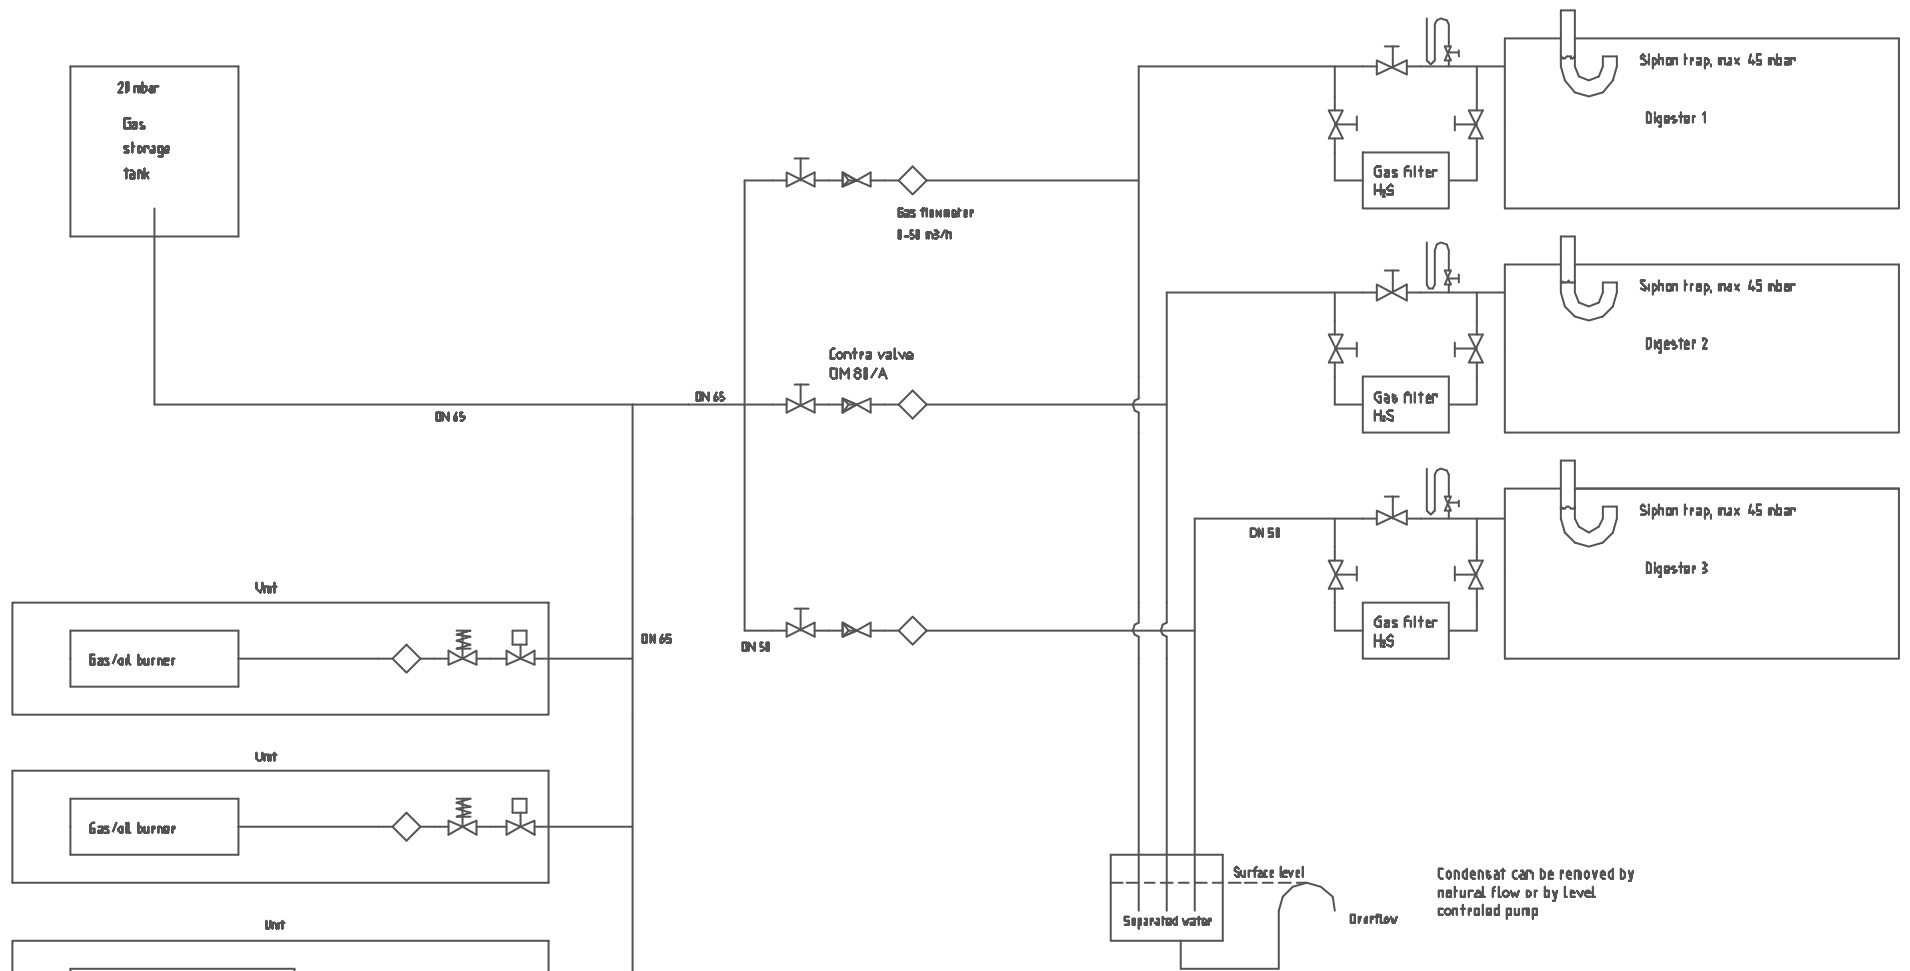 20 mbar
Gas
storage
tank
Siphon trap, max 45 mbar
Digester 1
Gas filter
H2S
Gas flowmeter
0-50 m3/h
Siphon trap, max 45 mbar
Digester 2
Contra valve
DM 80/A
DN 65
DN 65
Gas filter
H2S
Siphon trap, max 45 mbar
DN 50
Digester 3
Unit
Gas filter
H2S
DN 65
DN 50
Gas/oil burner
Unit
Gas/oil burner
Surface level
Separated water
Overflow
Condensat can be removed by
natural flow or by level
controled pump
Unit